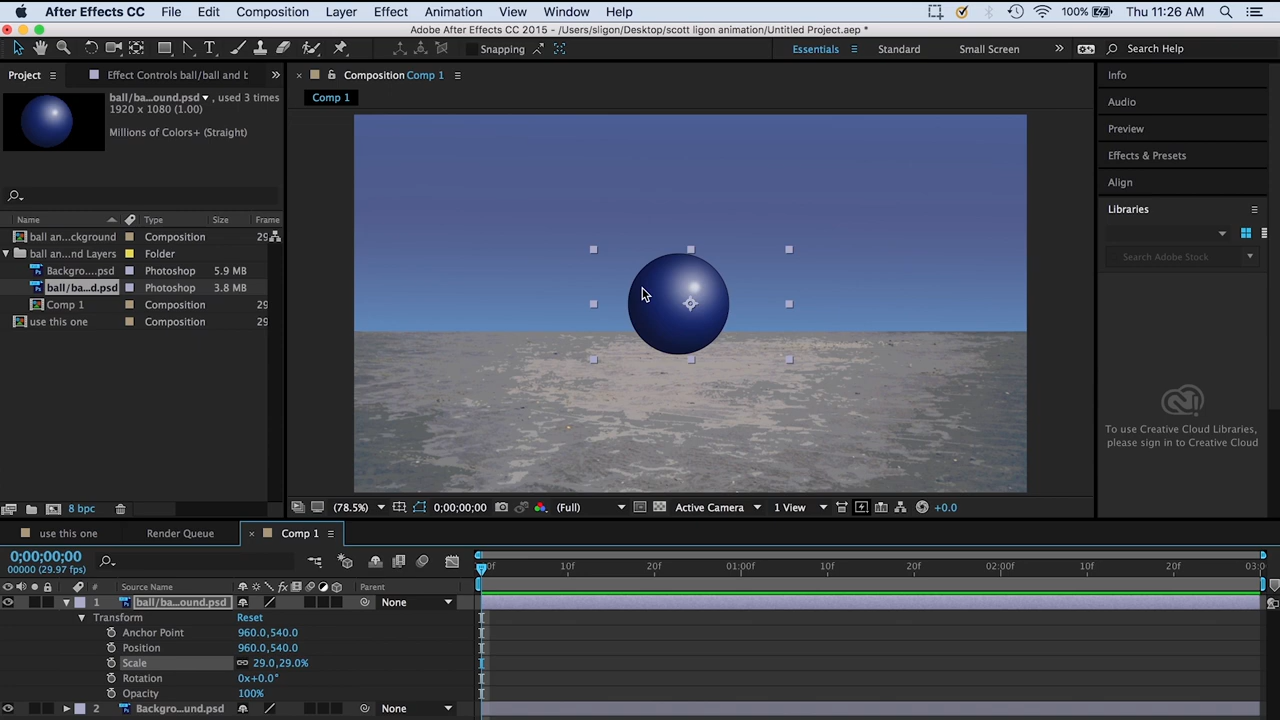 After Effects CC File Edit Composition Layer Effect Animation View Window Help 100% Thu 11:26 AM
Adobe After Effects CC 2015 - /Users/sligon/Desktop/scott ligon animation/Untitled Project.aep *
Snapping Essentials Standard Small Screen Search Help
Project Effect Controls ball/ball and b
ball/ba...ound.psd , used 3 times
1920 x 1080 (1.00)
Millions of Colors+ (Straight)
Name Type Size Frame
ball an...ckground Composition 29
ball an...nd Layers Folder
Backgro....psd Photoshop 5.9 MB
ball/ba...d.psd Photoshop 3.8 MB
Comp 1 Composition 29
use this one Composition 29
8 bpc
Composition Comp 1
Comp 1
(78.5%) 0;00;00;00 (Full) Active Camera 1 View +0.0
Info
Audio
Preview
Effects & Presets
Align
Libraries
Search Adobe Stock
To use Creative Cloud Libraries,
please sign in to Creative Cloud
use this one Render Queue Comp 1
0;00;00;00
00000 (29.97 fps)
10f 20f 01:00f 10f 20f 02:00f 10f 20f 03:0
# Source Name fx Parent
1 ball/ba...ound.psd None
Transform Reset
Anchor Point 960.0,540.0
Position 960.0,540.0
Scale 29.0,29.0%
Rotation 0x+0.0°
Opacity 100%
2 Backgro...und.psd None